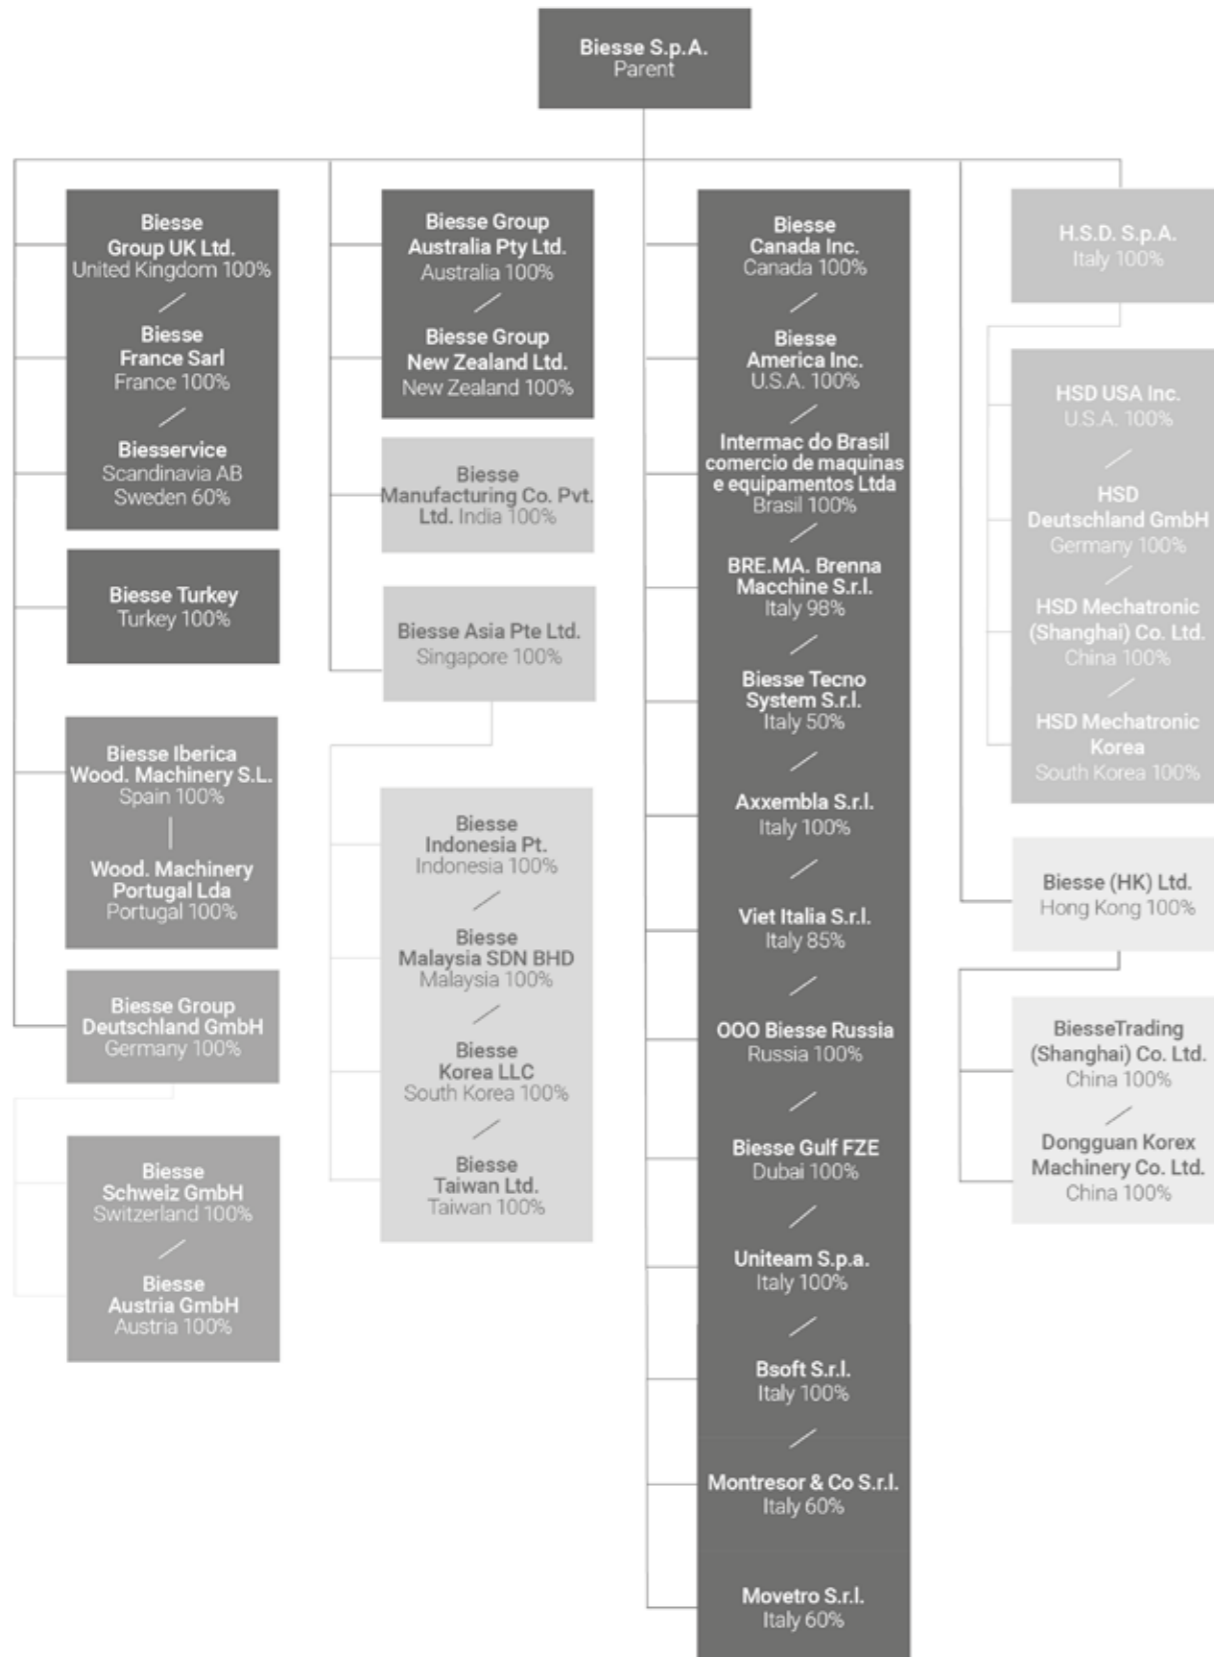 Biesse S.p.A.
Parent
Biesse
Group UK Ltd.
United Kingdom 100%
Biesse
France Sarl
France 100%
Biesservice
Scandinavia AB
Sweden 60%
Biesse Turkey
Turkey 100%
Biesse Iberica
Wood. Machinery S.L.
Spain 100%
Wood. Machinery
Portugal Lda
Portugal 100%
Biesse Group
Deutschland GmbH
Germany 100%
Biesse
Schweiz GmbH
Switzerland 100%
Biesse
Austria GmbH
Austria 100%
Biesse Group
Australia Pty Ltd.
Australia 100%
Biesse Group
New Zealand Ltd.
New Zealand 100%
Biesse
Manufacturing Co. Pvt.
Ltd. India 100%
Biesse Asia Pte Ltd.
Singapore 100%
Biesse
Indonesia Pt.
Indonesia 100%
Biesse
Malaysia SDN BHD
Malaysia 100%
Biesse
Korea LLC
South Korea 100%
Biesse
Taiwan Ltd.
Taiwan 100%
Biesse
Canada Inc.
Canada 100%
Biesse
America Inc.
U.S.A. 100%
Intermac do Brasil
comercio de maquinas
e equipamentos Ltda
Brasil 100%
BRE.MA. Brenna
Macchine S.r.l.
Italy 98%
Biesse Tecno
System S.r.l.
Italy 50%
Axxembla S.r.l.
Italy 100%
Viet Italia S.r.l.
Italy 85%
OOO Biesse Russia
Russia 100%
Biesse Gulf FZE
Dubai 100%
Uniteam S.p.a.
Italy 100%
Bsoft S.r.l.
Italy 100%
Montresor & Co S.r.l.
Italy 60%
Movetro S.r.l.
Italy 60%
H.S.D. S.p.A.
Italy 100%
HSD USA Inc.
U.S.A. 100%
HSD
Deutschland GmbH
Germany 100%
HSD Mechatronic
(Shanghai) Co. Ltd.
China 100%
HSD Mechatronic
Korea
South Korea 100%
Biesse (HK) Ltd.
Hong Kong 100%
BiesseTrading
(Shanghai) Co. Ltd.
China 100%
Dongguan Korex
Machinery Co. Ltd.
China 100%